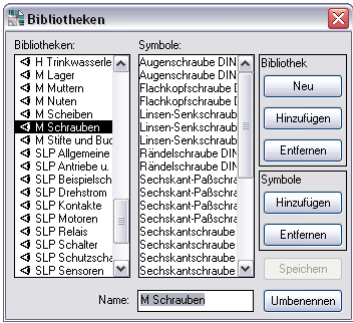 Bibliotheken
Bibliotheken:
H Trinkwasserle
M Lager
M Muttern
M Nuten
M Scheiben
M Schrauben
M Stifte und Buc
SLP Allgemeine
SLP Antriebe u.
SLP Beispielsch
SLP Drehstrom
SLP Kontakte
SLP Motoren
SLP Relais
SLP Schalter
SLP Schutzscha
SLP Sensoren
Symbole:
Augenschraube DIN
Augenschraube DIN
Flachkopfschraube D
Flachkopfschraube D
Linsen-Senkschraub
Linsen-Senkschraub
Linsen-Senkschraub
Rändelschraube DIN
Rändelschraube DIN
Sechskant-Paßschra
Sechskant-Paßschra
Sechskant-Paßschra
Sechskantschraube
Sechskantschraube
Sechskantschraube
Sechskantschraube
Sechskantschraube
Bibliothek
Neu
Hinzufügen
Entfernen
Symbole
Hinzufügen
Entfernen
Speichern
Name:
M Schrauben
Umbenennen